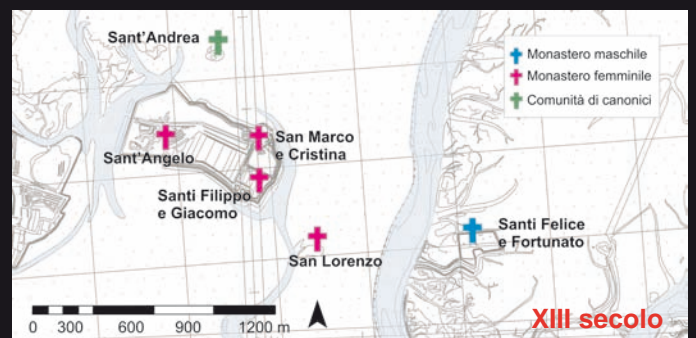 Sant'Andrea
Monastero maschile
Monastero femminile
Comunità di canonici
Sant'Angelo
San Marco
e Cristina
Santi Filippo
e Giacomo
San Lorenzo
Santi Felice
e Fortunato
0 300 600 900 1200 m
XIII secolo